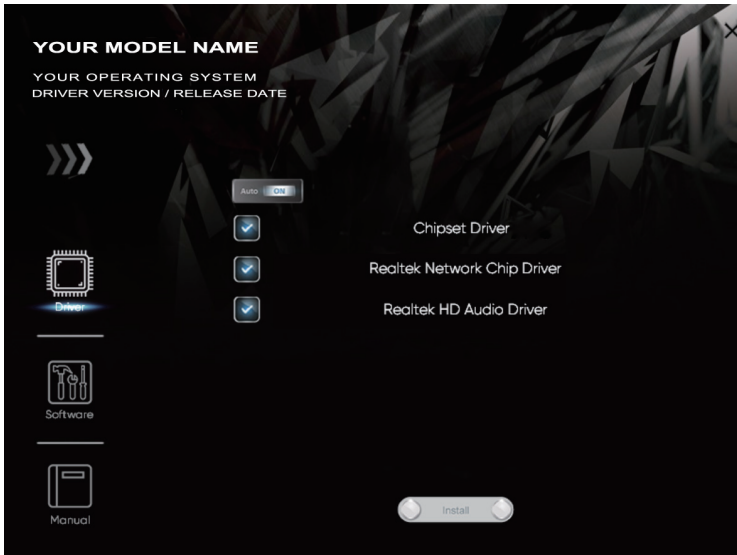 YOUR MODEL NAME
YOUR OPERATING SYSTEM
DRIVER VERSION / RELEASE DATE
Auto ON
Chipset Driver
Realtek Network Chip Driver
Realtek HD Audio Driver
Driver
Software
Manual
Install